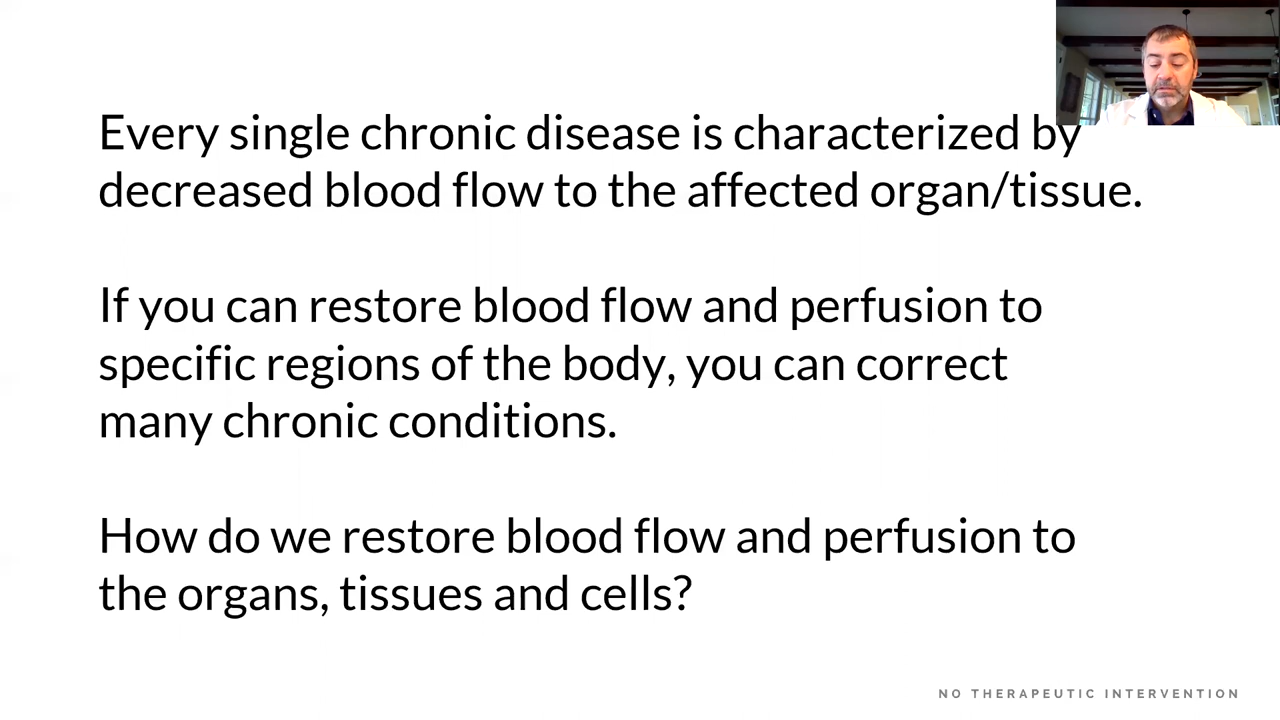 Every single chronic disease is characterized by
decreased blood flow to the affected organ/tissue.
If you can restore blood flow and perfusion to
specific regions of the body, you can correct
many chronic conditions.
How do we restore blood flow and perfusion to
the organs, tissues and cells?
NO THERAPEUTIC INTERVENTION